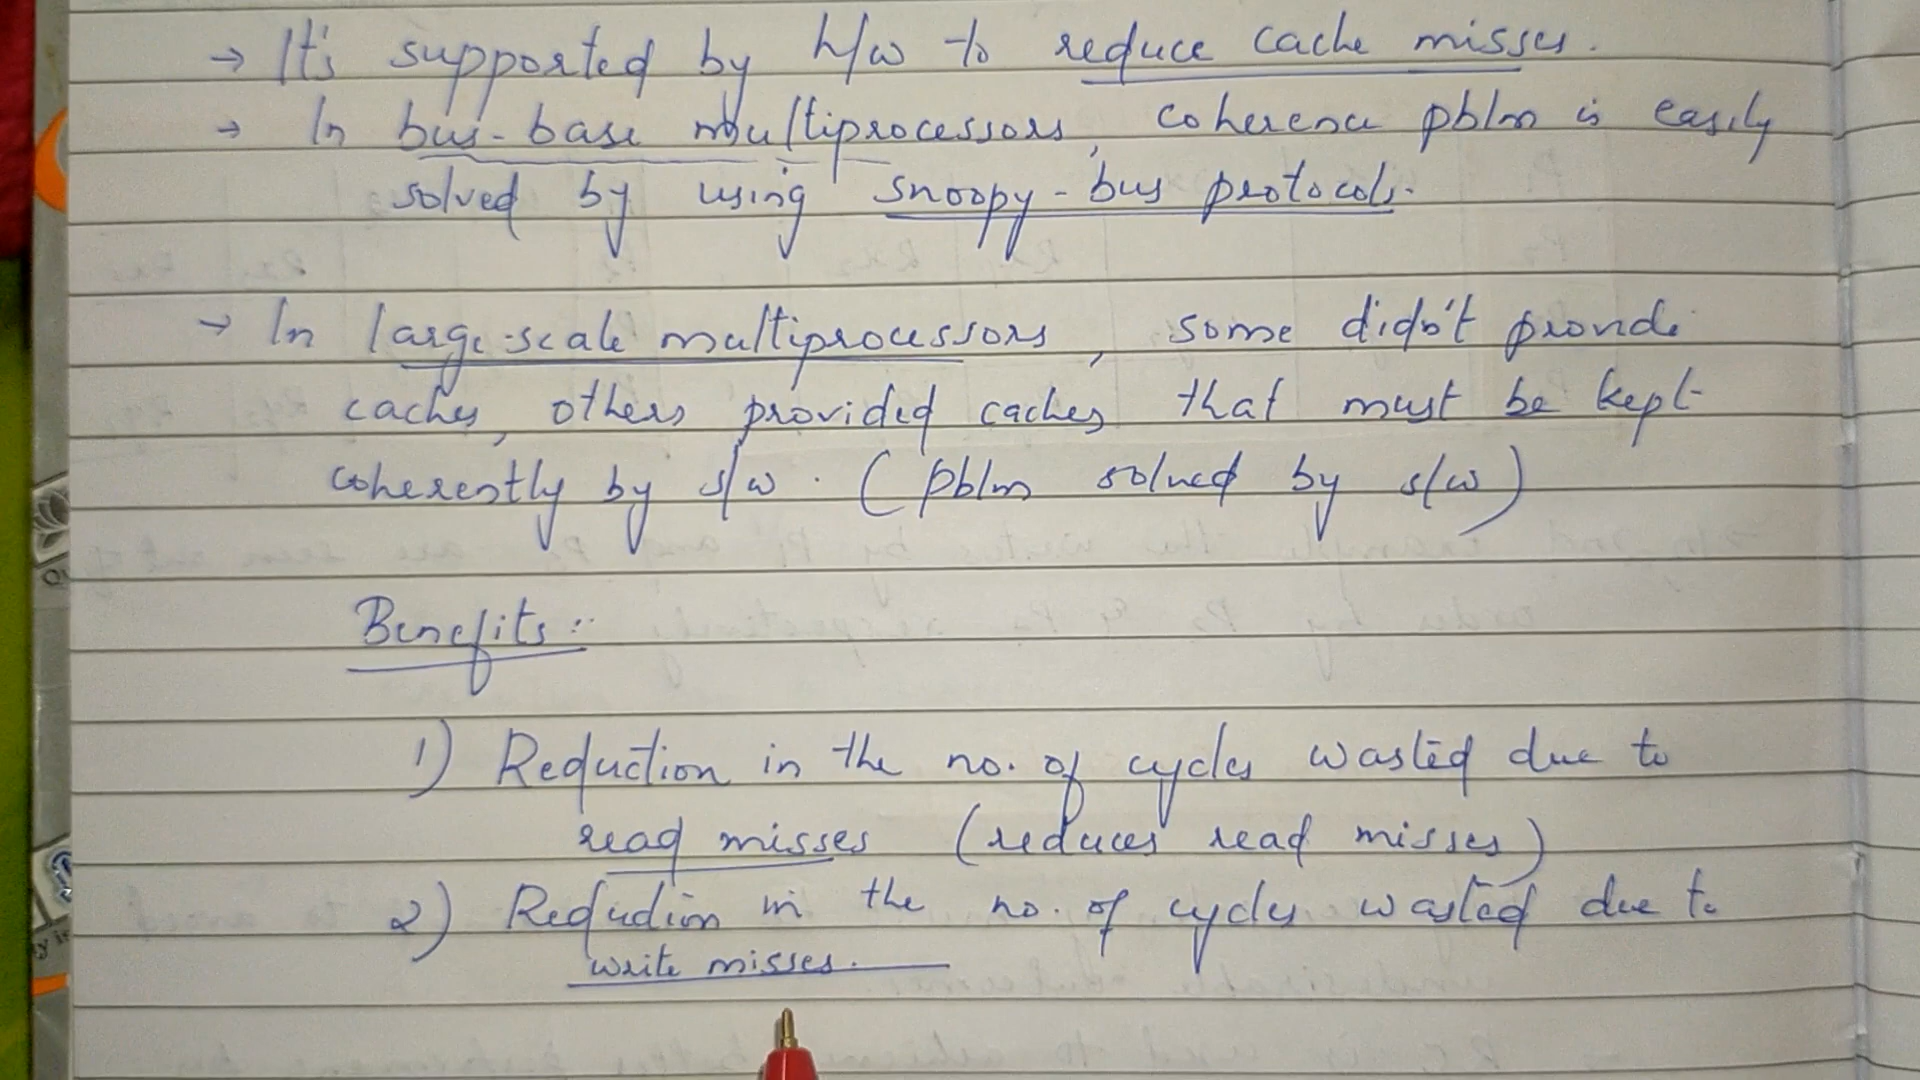 → It's supported by h/w to reduce cache misses.
→ In bus-base multiprocessors, coherence pblm is easily
solved by using snoopy-bus protocols.
→ In large-scale multiprocessors, some didn't provide
caches, others provided caches that must be kept
coherently by s/w. (pblm solved by s/w)
Benefits:
1) Reduction in the no. of cycles wasted due to
read misses (reduces read misses)
2) Reduction in the no. of cycles wasted due to
write misses.